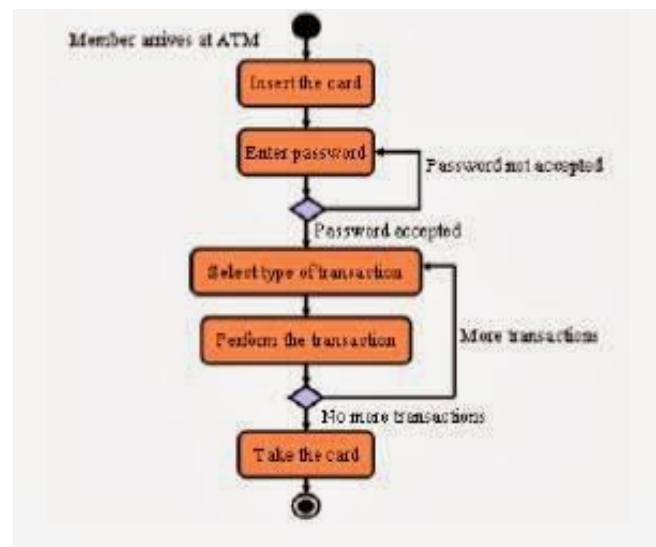 Member arrives at ATM
Insert the card
Enter password
Password not accepted
Password accepted
Select type of transaction
Perform the transaction
More transactions
No more transactions
Take the card